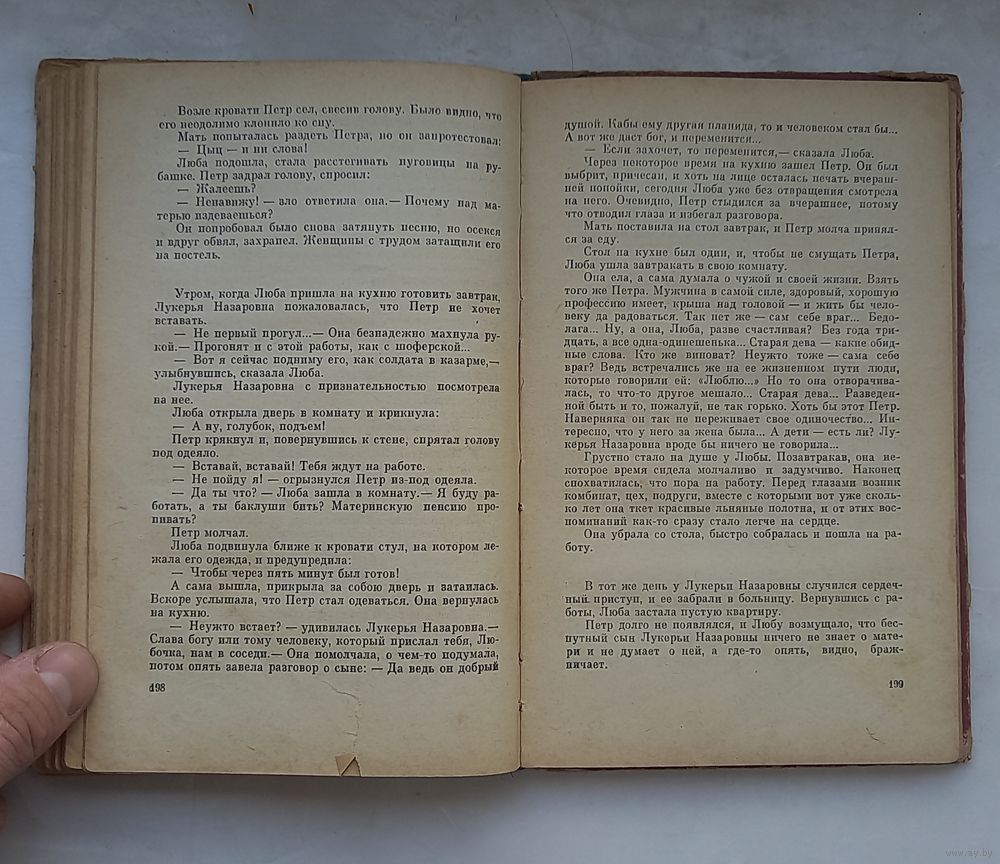 Возле кровати Петр сел, свесив голову. Было видно, что
его неодолимо клонило ко сну.
Мать попыталась раздеть Петра, но он запротестовал:
— Цыц — и ни слова!
Люба подошла, стала расстегивать пуговицы на ру-
башке. Петр задрал голову, спросил:
— Жалеешь?
— Ненавижу! — зло ответила она.— Почему над ма-
терью издеваешься?
Он попробовал было снова затянуть песню, но осекся
и вдруг обвял, захрапел. Женщины с трудом затащили его
на постель.
Утром, когда Люба пришла на кухню готовить завтрак,
Лукерья Назаровна пожаловалась, что Петр не хочет
вставать.
— Не первый прогул...— Она безнадежно махнула ру-
кой.— Прогонят и с этой работы, как с шоферской...
— Вот я сейчас подниму его, как солдата в казарме,—
улыбнувшись, сказала Люба.
Лукерья Назаровна с признательностью посмотрела
на нее.
Люба открыла дверь в комнату и крикнула:
— А ну, голубок, подъем!
Петр крякнул и, повернувшись к стене, спрятал голову
под одеяло.
— Вставай, вставай! Тебя ждут на работе.
— Не пойду я! — огрызнулся Петр из-под одеяла.
— Да ты что? — Люба зашла в комнату.— Я буду ра-
ботать, а ты баклуши бить? Материнскую пенсию про-
пивать?
Петр молчал.
Люба подвинула ближе к кровати стул, на котором ле-
жала его одежда, и предупредила:
— Чтобы через пять минут был готов!
А сама вышла, прикрыла за собою дверь и затаилась.
Вскоре услышала, что Петр стал одеваться. Она вернулась
на кухню.
— Неужто встает? — удивилась Лукерья Назаровна.—
Слава богу или тому человеку, который прислал тебя, Лю-
бочка, нам в соседи.— Она помолчала, о чем-то подумала,
потом опять завела разговор о сыне: — Да ведь он добрый
198
душой. Кабы ему другая планида, то и человеком стал бы...
А вот же даст бог, и переменится...
— Если захочет, то переменится,— сказала Люба.
Через некоторое время на кухню зашел Петр. Он был
выбрит, причесан, и хоть на лице осталась печать вчераш-
ней попойки, сегодня Люба уже без отвращения смотрела
на него. Очевидно, Петр стыдился за вчерашнее, потому
что отводил глаза и избегал разговора.
Мать поставила на стол завтрак, и Петр молча принял-
ся за еду.
Стол на кухне был один, и, чтобы не смущать Петра,
Люба ушла завтракать в свою комнату.
Она ела, а сама думала о чужой и своей жизни. Взять
того же Петра. Мужчина в самой силе, здоровый, хорошую
профессию имеет, крыша над головой — и жить бы чело-
веку да радоваться. Так нет же — сам себе враг... Бедо-
лага... Ну, а она, Люба, разве счастливая? Без года три-
дцать, а все одна-одинешенька... Старая дева — какие обид-
ные слова. Кто же виноват? Неужто тоже — сама себе
враг? Ведь встречались же на ее жизненном пути люди,
которые говорили ей: «Люблю...» Но то она отворачива-
лась, то что-то другое мешало... Старая дева... Разведен-
ной быть и то, пожалуй, не так горько. Хоть бы этот Петр.
Наверняка он так не переживает свое одиночество... Ин-
тересно, что у него за жена была... А дети — есть ли? Лу-
керья Назаровна вроде бы ничего не говорила...
Грустно стало на душе у Любы. Позавтракав, она не-
которое время сидела молчаливо и задумчиво. Наконец
спохватилась, что пора на работу. Перед глазами возник
комбинат, цех, подруги, вместе с которыми вот уже сколь-
ко лет она ткет красивые льняные полотна, и от этих вос-
поминаний как-то сразу стало легче на сердце.
Она убрала со стола, быстро собралась и пошла на ра-
боту.
В тот же день у Лукерьи Назаровны случился сердеч-
ный приступ, и ее забрали в больницу. Вернувшись с ра-
боты, Люба застала пустую квартиру.
Петр долго не появлялся, и Любу возмущало, что бес-
путный сын Лукерьи Назаровны ничего не знает о мате-
ри и не думает о ней, а где-то опять, видно, браж-
ничает.
199
www.ay.by